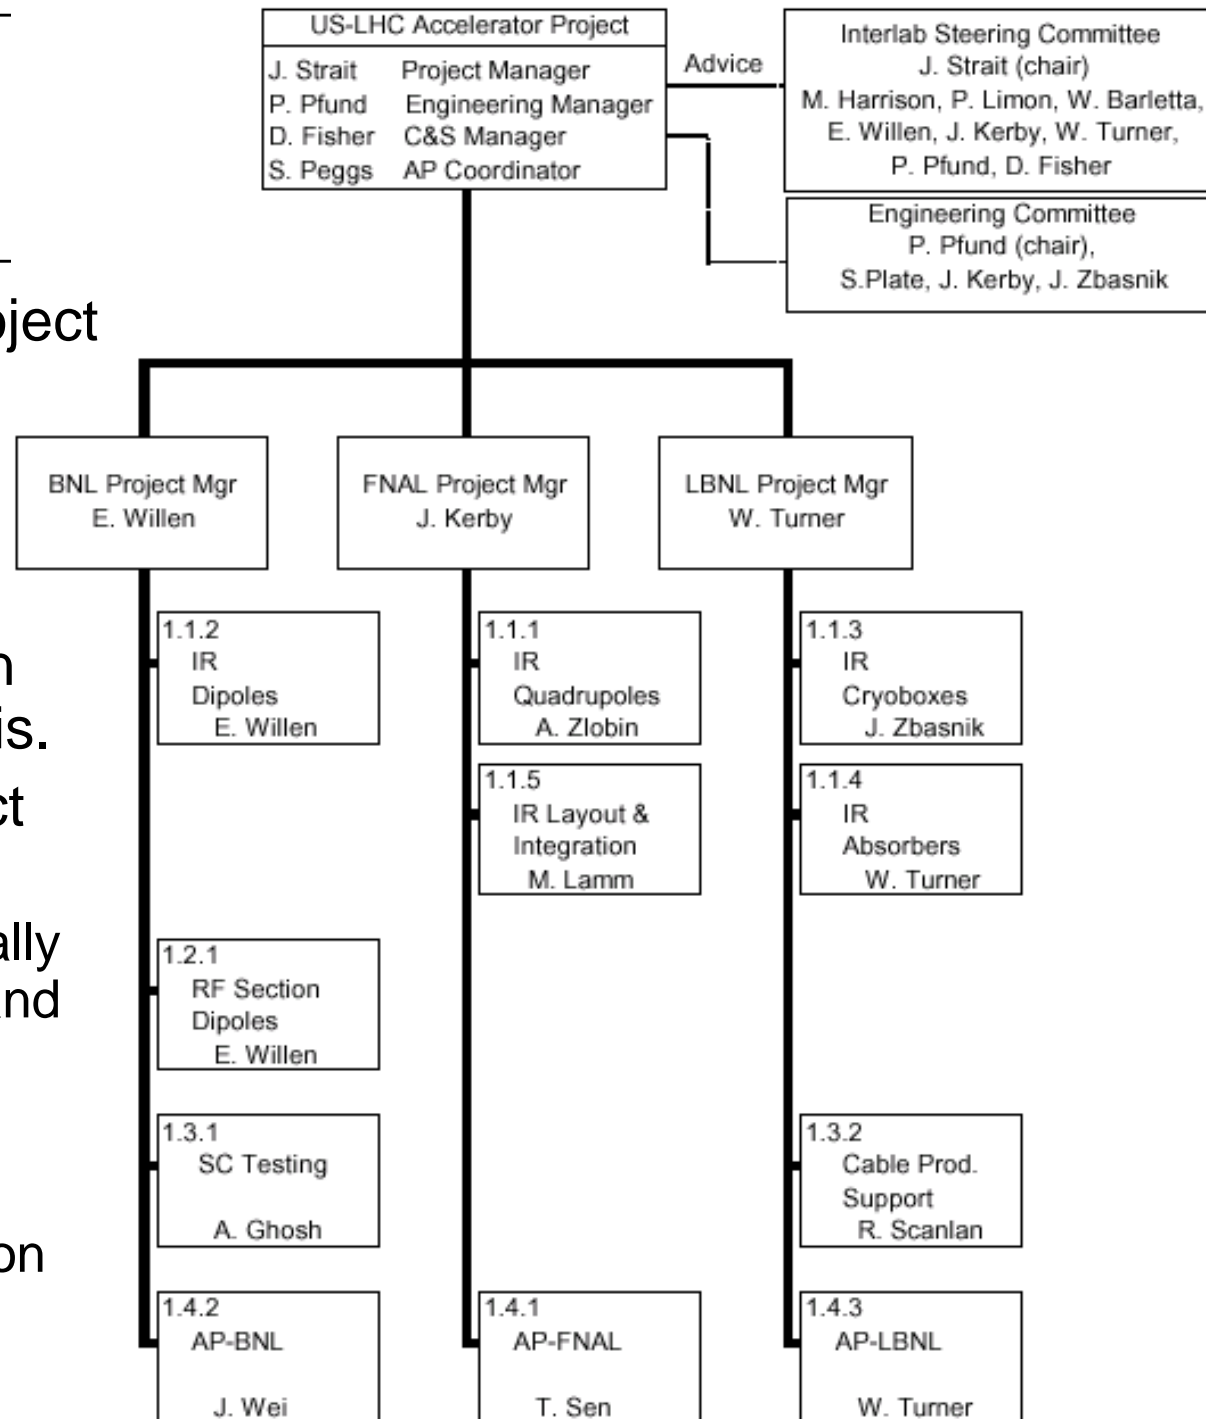 US-LHC Accelerator Project
J. Strait Project Manager
P. Pfund Engineering Manager
D. Fisher C&S Manager
S. Peggs AP Coordinator
Advice
Interlab Steering Committee
J. Strait (chair)
M. Harrison, P. Limon, W. Barletta,
E. Willen, J. Kerby, W. Turner,
P. Pfund, D. Fisher
Engineering Committee
P. Pfund (chair),
S.Plate, J. Kerby, J. Zbasnik
oject
n
is.
ct
ally
and
on
BNL Project Mgr
E. Willen
FNAL Project Mgr
J. Kerby
LBNL Project Mgr
W. Turner
1.1.2
IR
Dipoles
E. Willen
1.1.1
IR
Quadrupoles
A. Zlobin
1.1.3
IR
Cryoboxes
J. Zbasnik
1.1.5
IR Layout &
Integration
M. Lamm
1.1.4
IR
Absorbers
W. Turner
1.2.1
RF Section
Dipoles
E. Willen
1.3.1
SC Testing
A. Ghosh
1.3.2
Cable Prod.
Support
R. Scanlan
1.4.2
AP-BNL
J. Wei
1.4.1
AP-FNAL
T. Sen
1.4.3
AP-LBNL
W. Turner